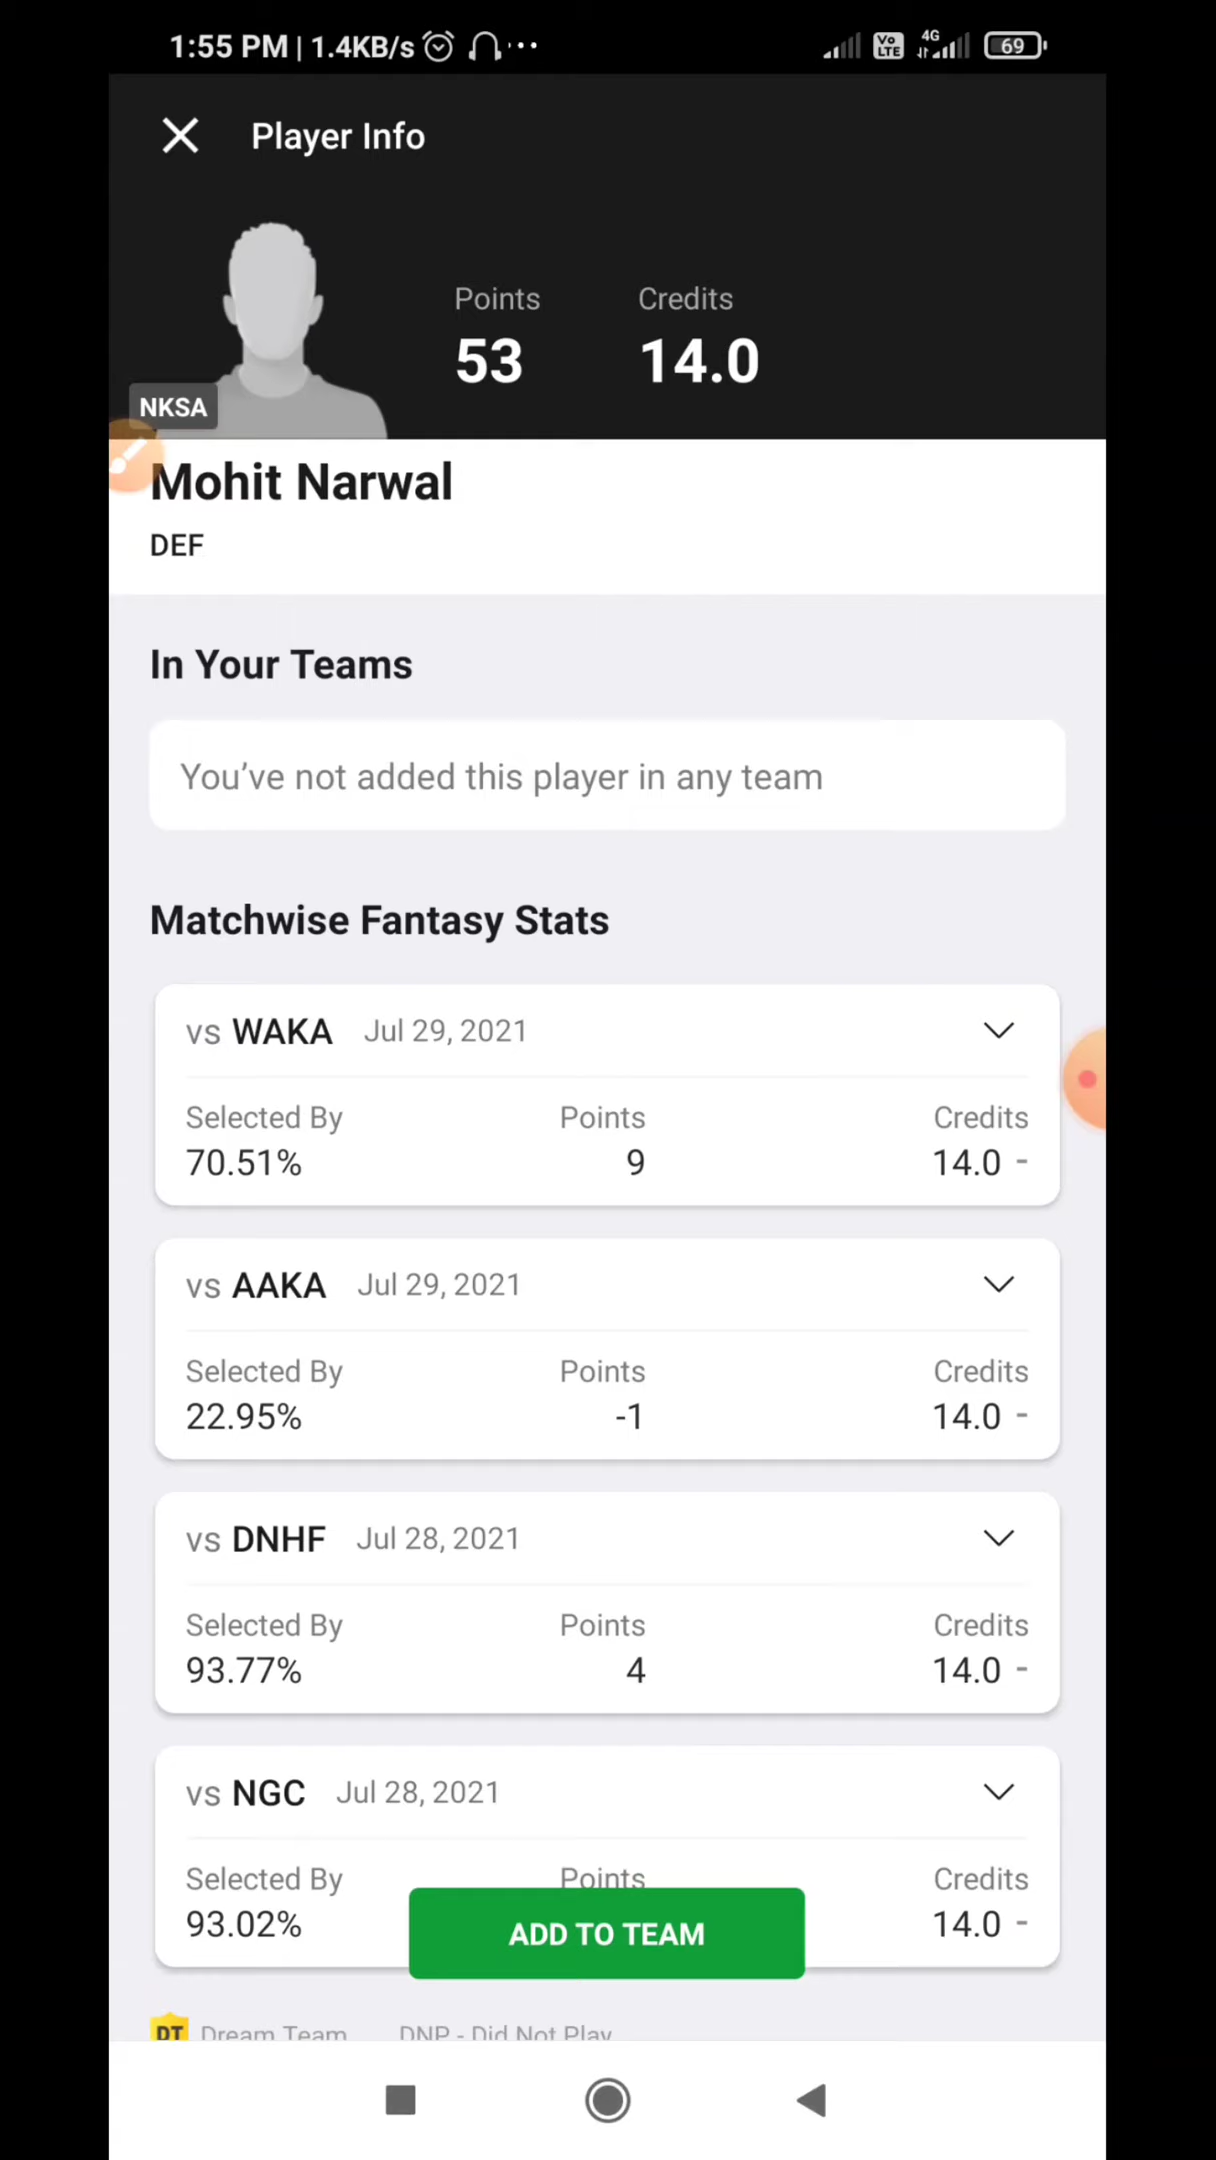 1:55 PM | 1.4KB/s ... Vo LTE 4G 69
Player Info
Points Credits
53 14.0
NKSA
Mohit Narwal
DEF
In Your Teams
You’ve not added this player in any team
Matchwise Fantasy Stats
vs WAKA Jul 29, 2021
Selected By Points Credits
70.51% 9 14.0 -
vs AAKA Jul 29, 2021
Selected By Points Credits
22.95% -1 14.0 -
vs DNHF Jul 28, 2021
Selected By Points Credits
93.77% 4 14.0 -
vs NGC Jul 28, 2021
Selected By Points Credits
93.02% 14.0 -
ADD TO TEAM
DT Dream Team DNP - Did Not Play